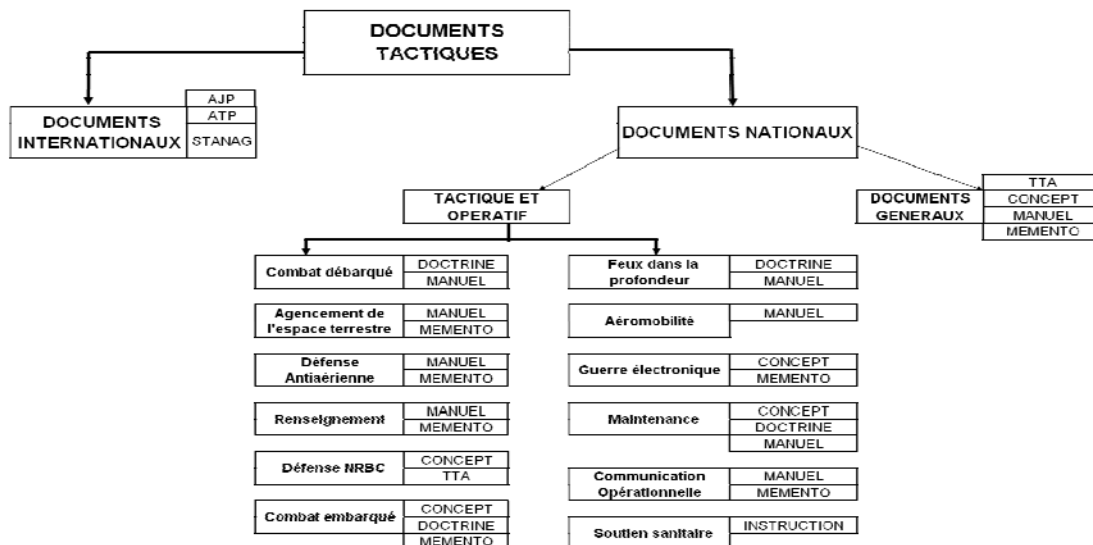 DOCUMENTS
TACTIQUES
DOCUMENTS
INTERNATIONAUX
AJP
ATP
STANAG
DOCUMENTS NATIONAUX
TACTIQUE ET
OPERATIF
DOCUMENTS
GENERAUX
TTA
CONCEPT
MANUEL
MEMENTO
Combat débarqué
DOCTRINE
MANUEL
Agencement de
l'espace terrestre
MANUEL
MEMENTO
Défense
Antiaérienne
MANUEL
MEMENTO
Renseignement
MANUEL
MEMENTO
Défense NRBC
CONCEPT
TTA
Combat embarqué
CONCEPT
DOCTRINE
MEMENTO
Feux dans la
profondeur
DOCTRINE
MANUEL
Aéromobilité
MANUEL
Guerre électronique
CONCEPT
MEMENTO
Maintenance
CONCEPT
DOCTRINE
MANUEL
Communication
Opérationnelle
MANUEL
MEMENTO
Soutien sanitaire
INSTRUCTION